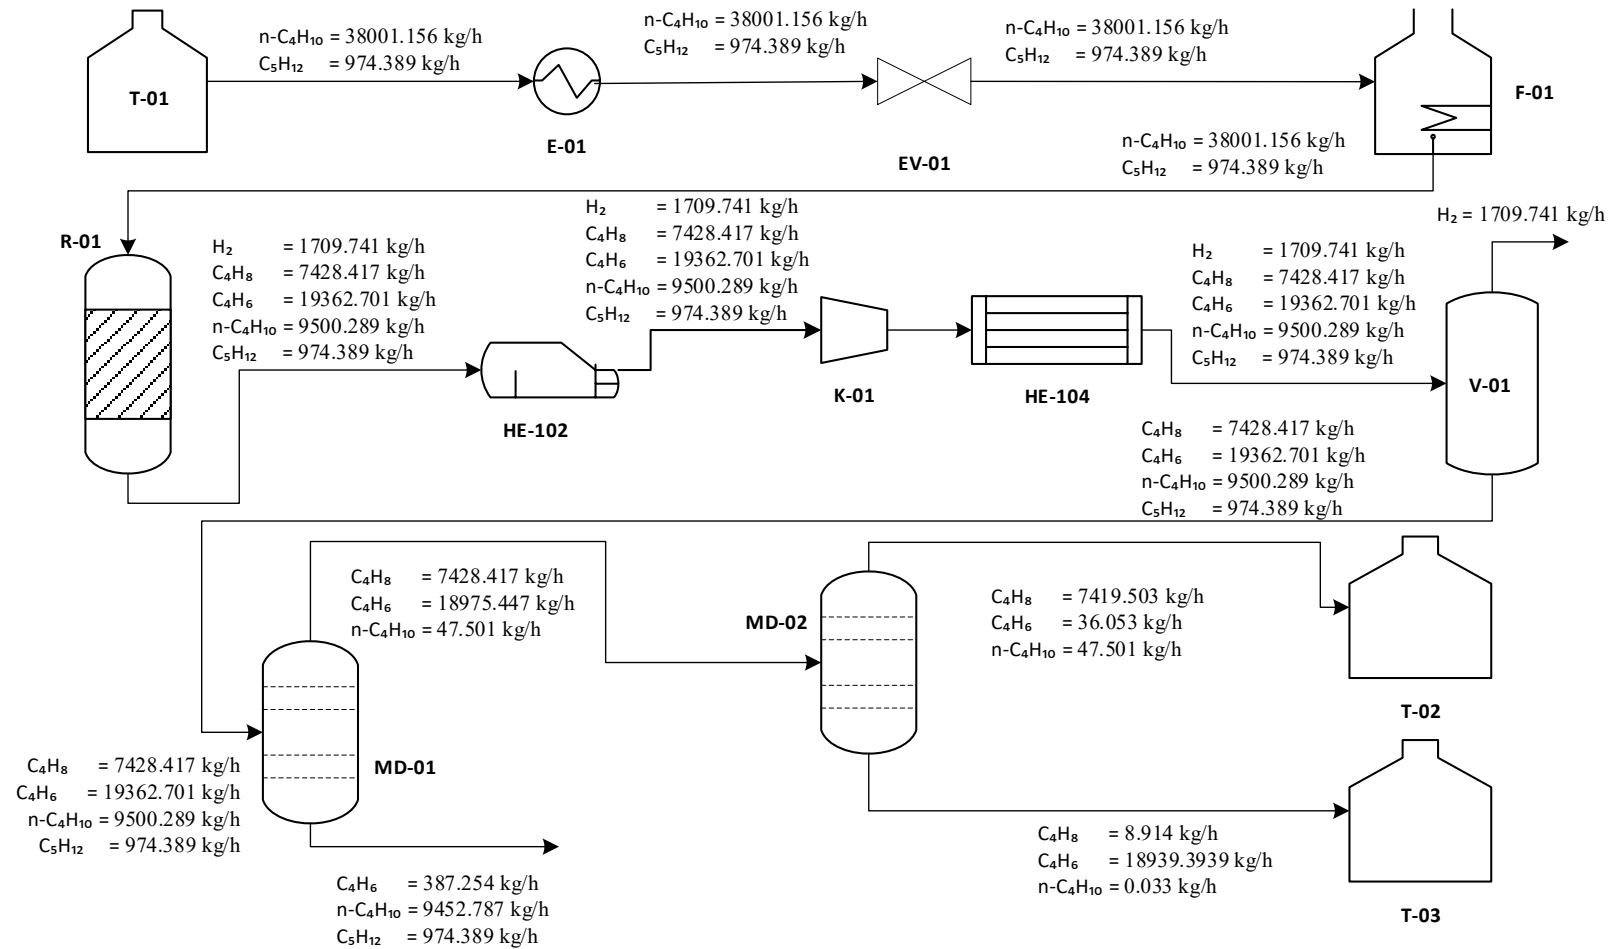 n-C₄H₁₀ = 38001.156 kg/h
C₅H₁₂ = 974.389 kg/h
n-C₄H₁₀ = 38001.156 kg/h
C₅H₁₂ = 974.389 kg/h
n-C₄H₁₀ = 38001.156 kg/h
C₅H₁₂ = 974.389 kg/h
T-01
E-01
EV-01
F-01
n-C₄H₁₀ = 38001.156 kg/h
C₅H₁₂ = 974.389 kg/h
R-01
H₂ = 1709.741 kg/h
C₄H₈ = 7428.417 kg/h
C₄H₆ = 19362.701 kg/h
n-C₄H₁₀ = 9500.289 kg/h
C₅H₁₂ = 974.389 kg/h
HE-102
H₂ = 1709.741 kg/h
C₄H₈ = 7428.417 kg/h
C₄H₆ = 19362.701 kg/h
n-C₄H₁₀ = 9500.289 kg/h
C₅H₁₂ = 974.389 kg/h
K-01
HE-104
H₂ = 1709.741 kg/h
C₄H₈ = 7428.417 kg/h
C₄H₆ = 19362.701 kg/h
n-C₄H₁₀ = 9500.289 kg/h
C₅H₁₂ = 974.389 kg/h
H₂ = 1709.741 kg/h
V-01
C₄H₈ = 7428.417 kg/h
C₄H₆ = 19362.701 kg/h
n-C₄H₁₀ = 9500.289 kg/h
C₅H₁₂ = 974.389 kg/h
C₄H₈ = 7428.417 kg/h
C₄H₆ = 18975.447 kg/h
n-C₄H₁₀ = 47.501 kg/h
MD-02
C₄H₈ = 7419.503 kg/h
C₄H₆ = 36.053 kg/h
n-C₄H₁₀ = 47.501 kg/h
T-02
C₄H₈ = 7428.417 kg/h
C₄H₆ = 19362.701 kg/h
n-C₄H₁₀ = 9500.289 kg/h
C₅H₁₂ = 974.389 kg/h
MD-01
C₄H₆ = 387.254 kg/h
n-C₄H₁₀ = 9452.787 kg/h
C₅H₁₂ = 974.389 kg/h
C₄H₈ = 8.914 kg/h
C₄H₆ = 18939.3939 kg/h
n-C₄H₁₀ = 0.033 kg/h
T-03